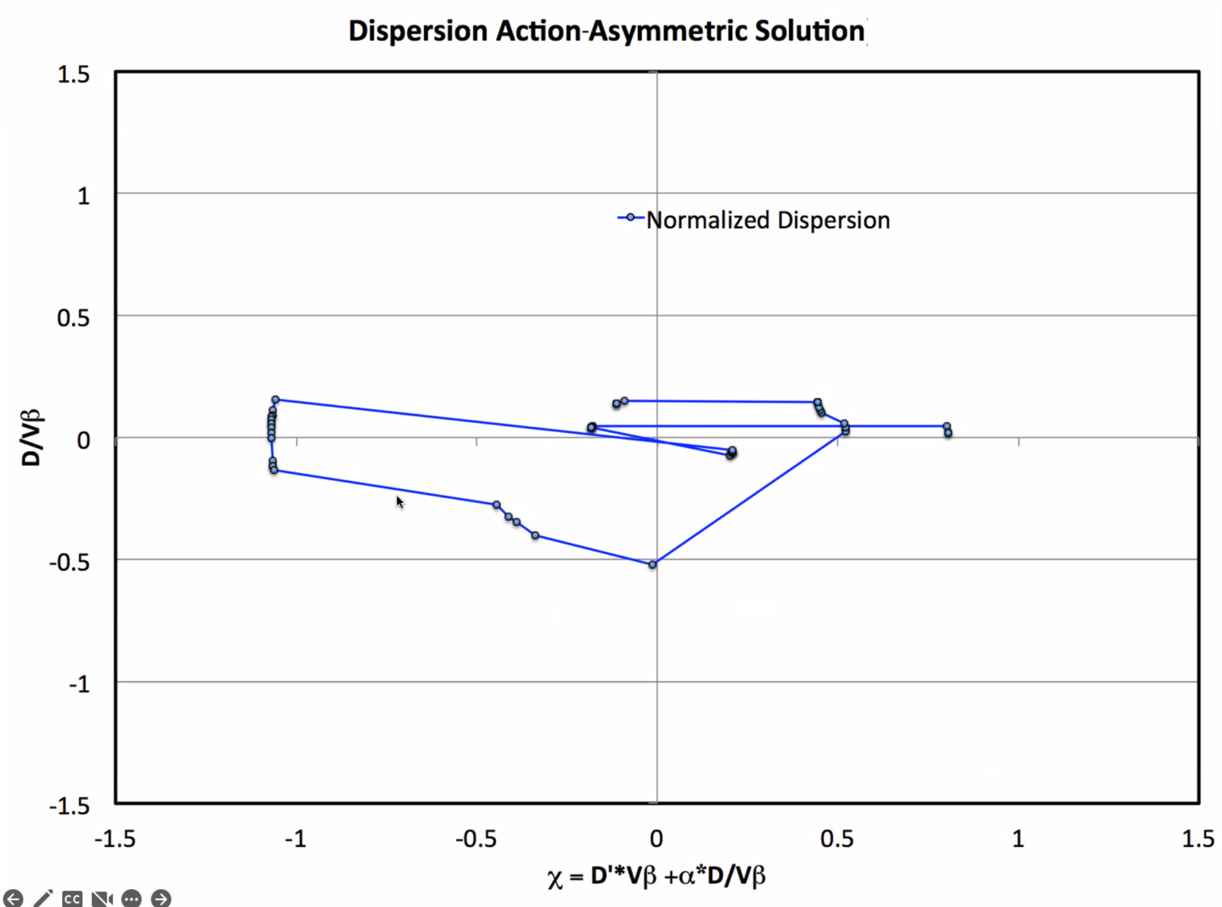 Dispersion Action-Asymmetric Solution
1.5
1
0.5
0
-0.5
-1
-1.5
D/Vβ
Normalized Dispersion
-1.5 -1 -0.5 0 0.5 1 1.5
χ = D'*Vβ +α*D/Vβ
CC